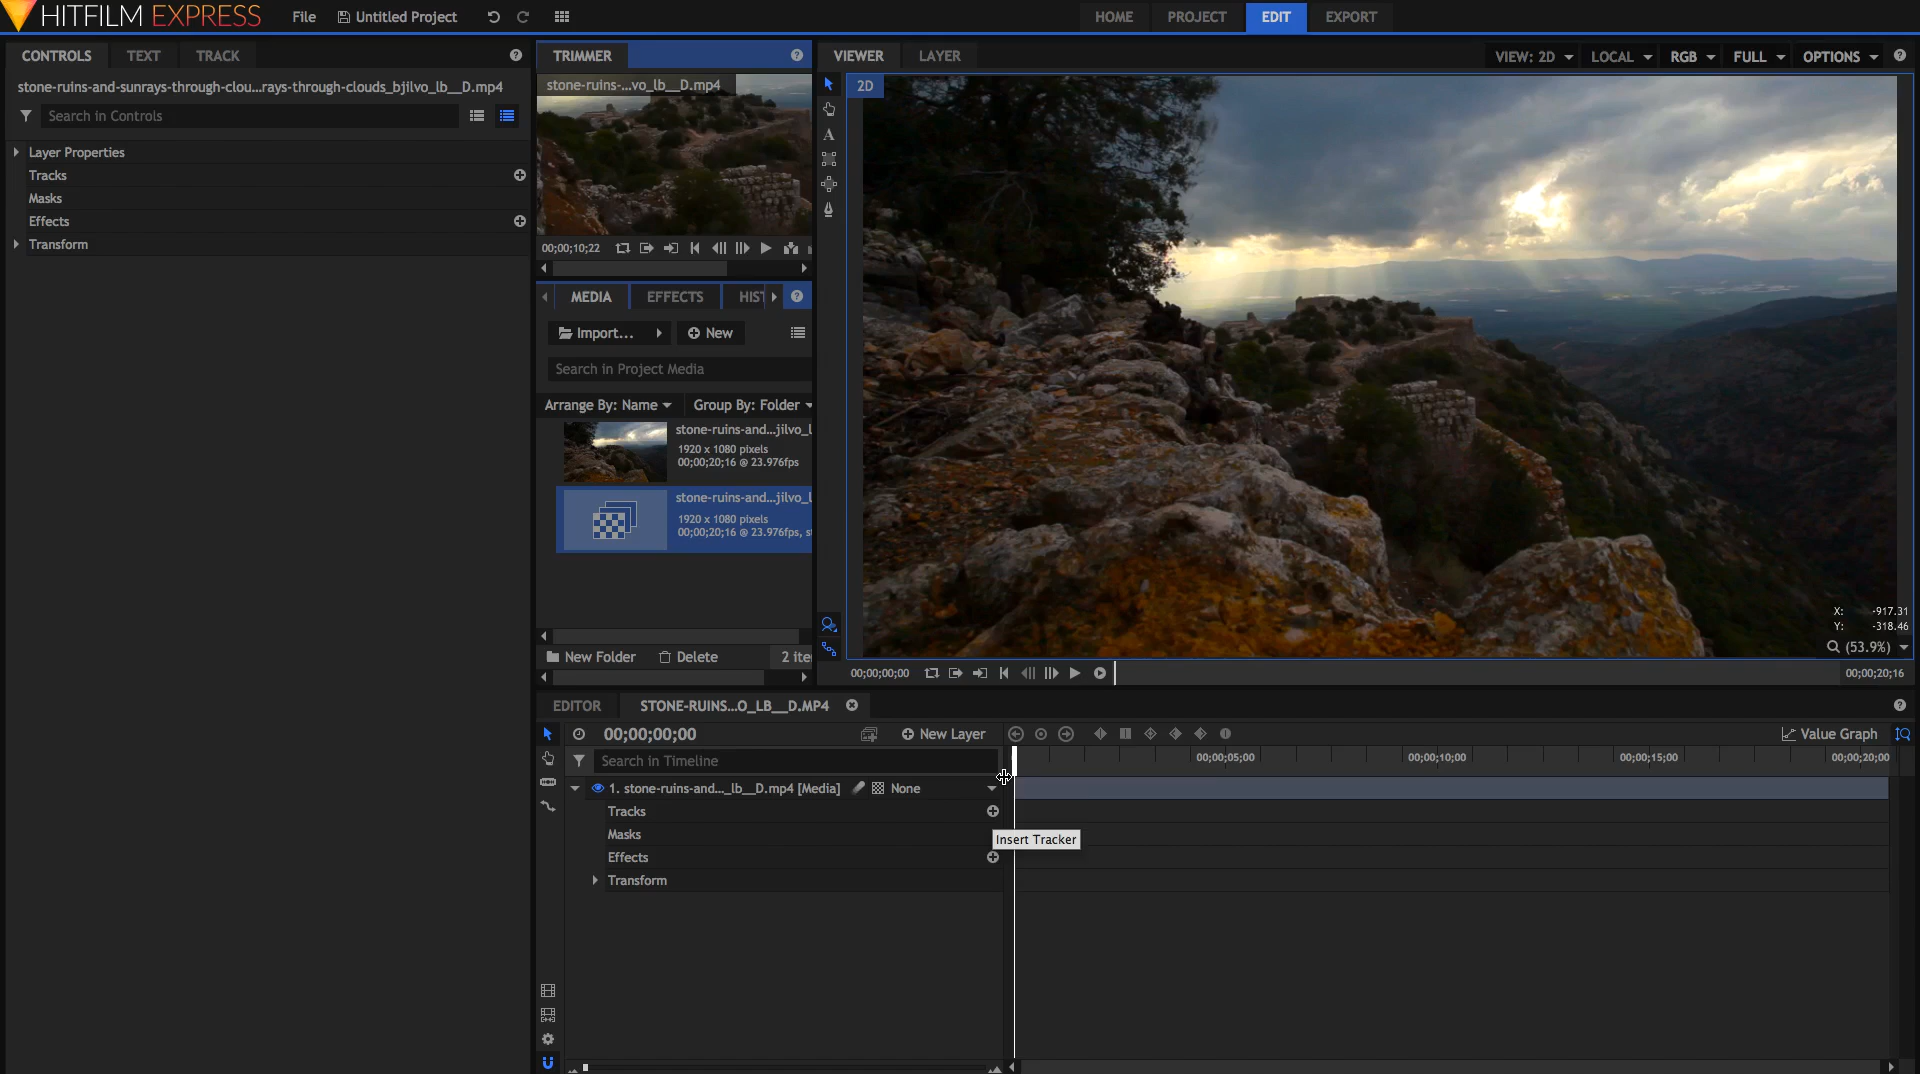 HITFILM EXPRESS
File
Untitled Project
HOME
PROJECT
EDIT
EXPORT
CONTROLS
TEXT
TRACK
stone-ruins-and-sunrays-through-clou...rays-through-clouds_bjilvo_lb__D.mp4
Search in Controls
Layer Properties
Tracks
Masks
Effects
Transform
TRIMMER
stone-ruins-...vo_lb__D.mp4
00;00;10;22
MEDIA
EFFECTS
HIST
Import...
New
Search in Project Media
Arrange By: Name
Group By: Folder
stone-ruins-and...jilvo_l
1920 x 1080 pixels
00;00;20;16 @ 23.976fps
stone-ruins-and...jilvo_l
1920 x 1080 pixels
00;00;20;16 @ 23.976fps, s
New Folder
Delete
2 ite
VIEWER
LAYER
VIEW: 2D
LOCAL
RGB
FULL
OPTIONS
2D
A
X: -917.31
Y: -318.46
(53.9%)
00;00;00;00
00;00;20;16
EDITOR
STONE-RUINS...O_LB__D.MP4
00;00;00;00
New Layer
Value Graph
Search in Timeline
00;00;05;00
00;00;10;00
00;00;15;00
00;00;20;00
1. stone-ruins-and..._lb__D.mp4 [Media]
None
Tracks
Masks
Insert Tracker
Effects
Transform